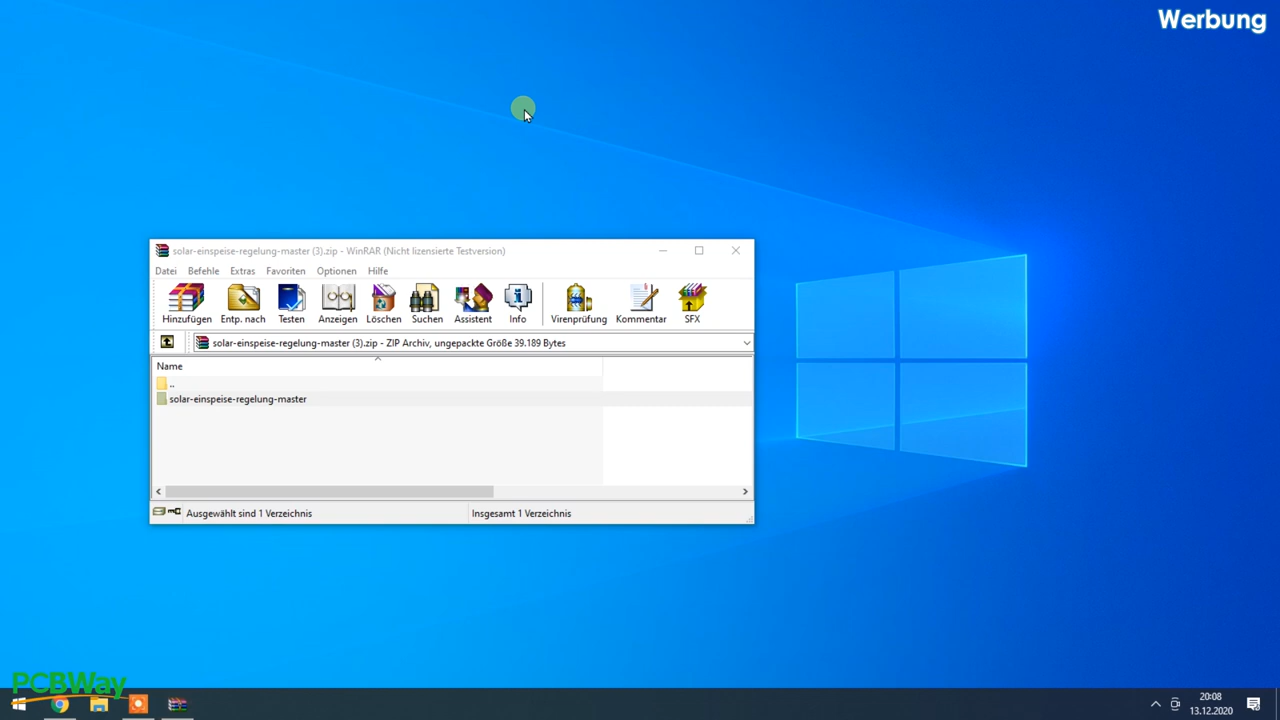 Werbung
solar-einspeise-regelung-master (3).zip - WinRAR (Nicht lizensierte Testversion)
Datei Befehle Extras Favoriten Optionen Hilfe
Hinzufügen Entp. nach Testen Anzeigen Löschen Suchen Assistent Info Virenprüfung Kommentar SFX
solar-einspeise-regelung-master (3).zip - ZIP Archiv, ungepackte Größe 39.189 Bytes
Name
..
solar-einspeise-regelung-master
Ausgewählt sind 1 Verzeichnis Insgesamt 1 Verzeichnis
PCBWay
20:08
13.12.2020